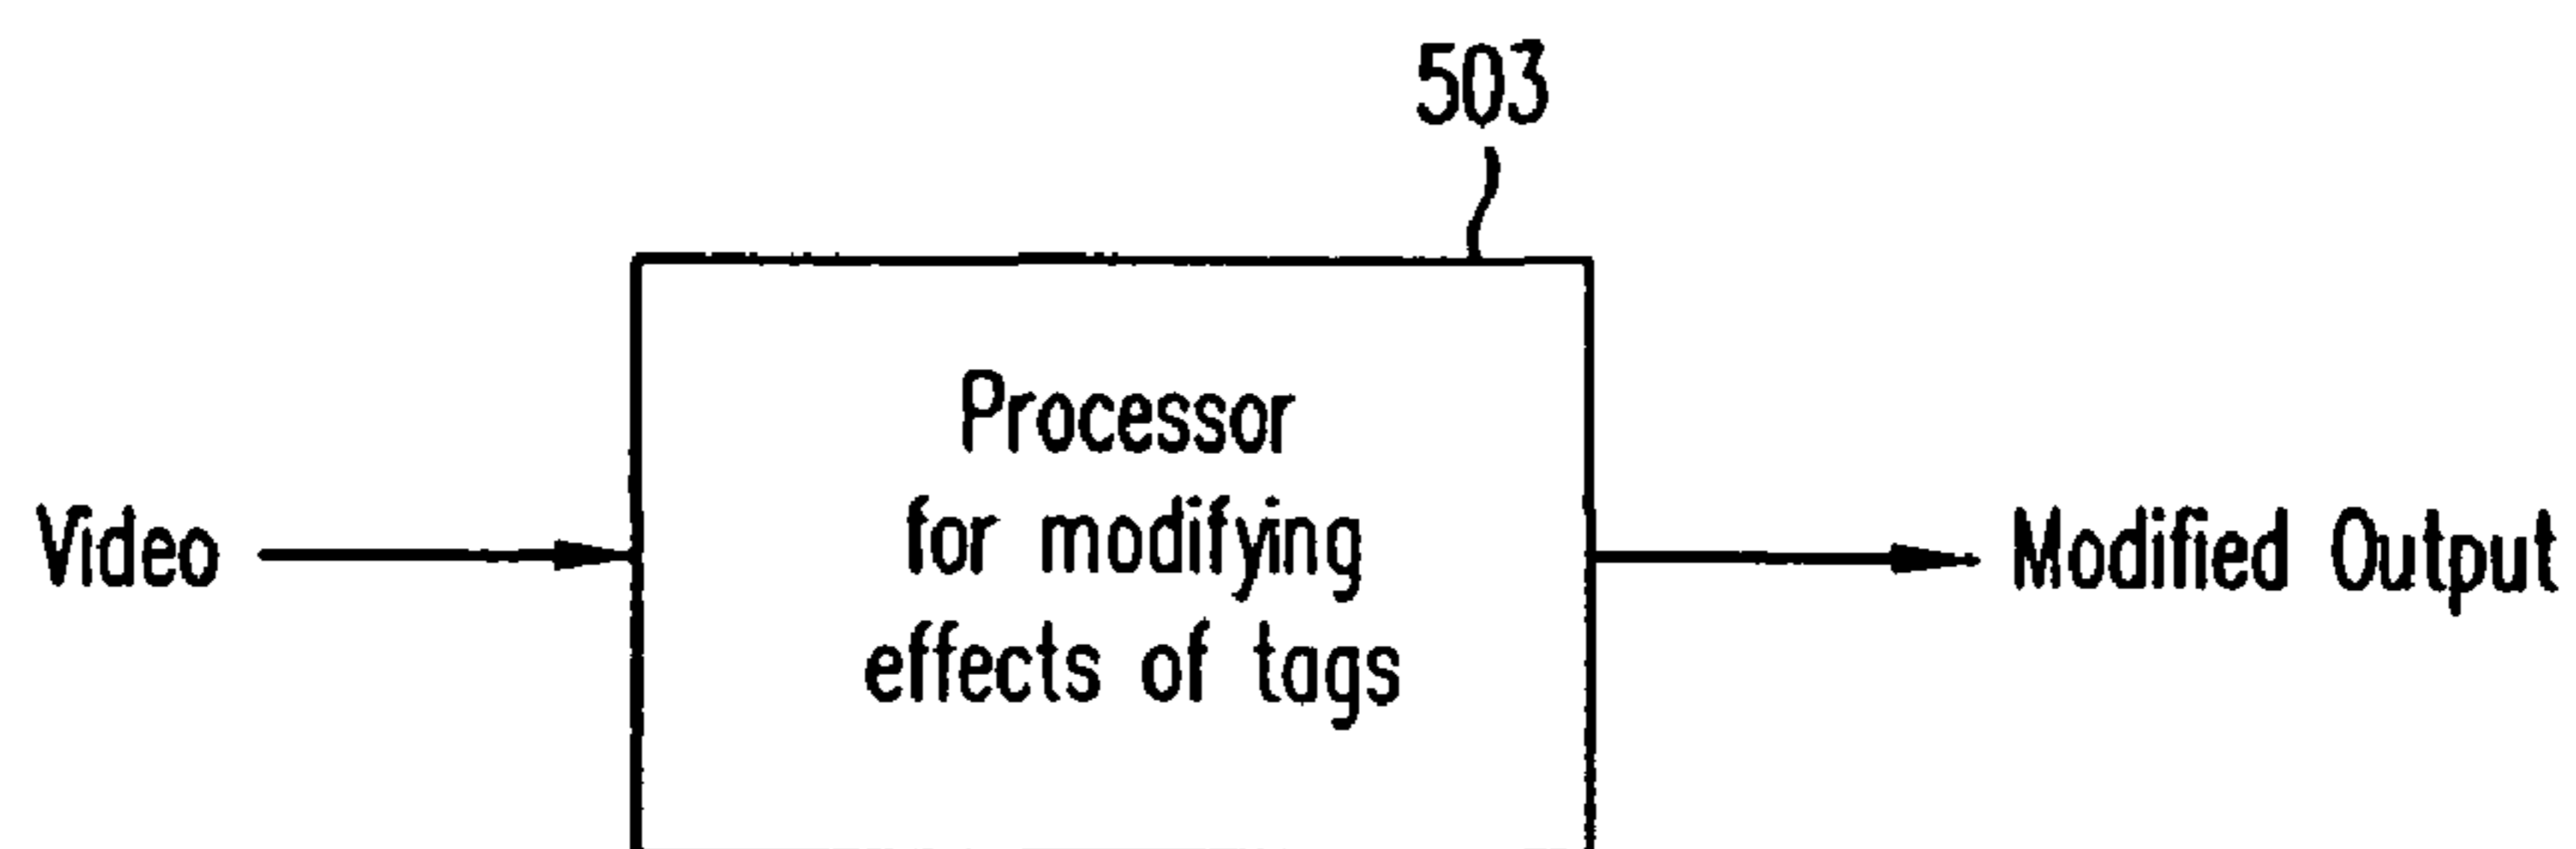 503
Processor
for modifying
effects of tags
Video
Modified Output